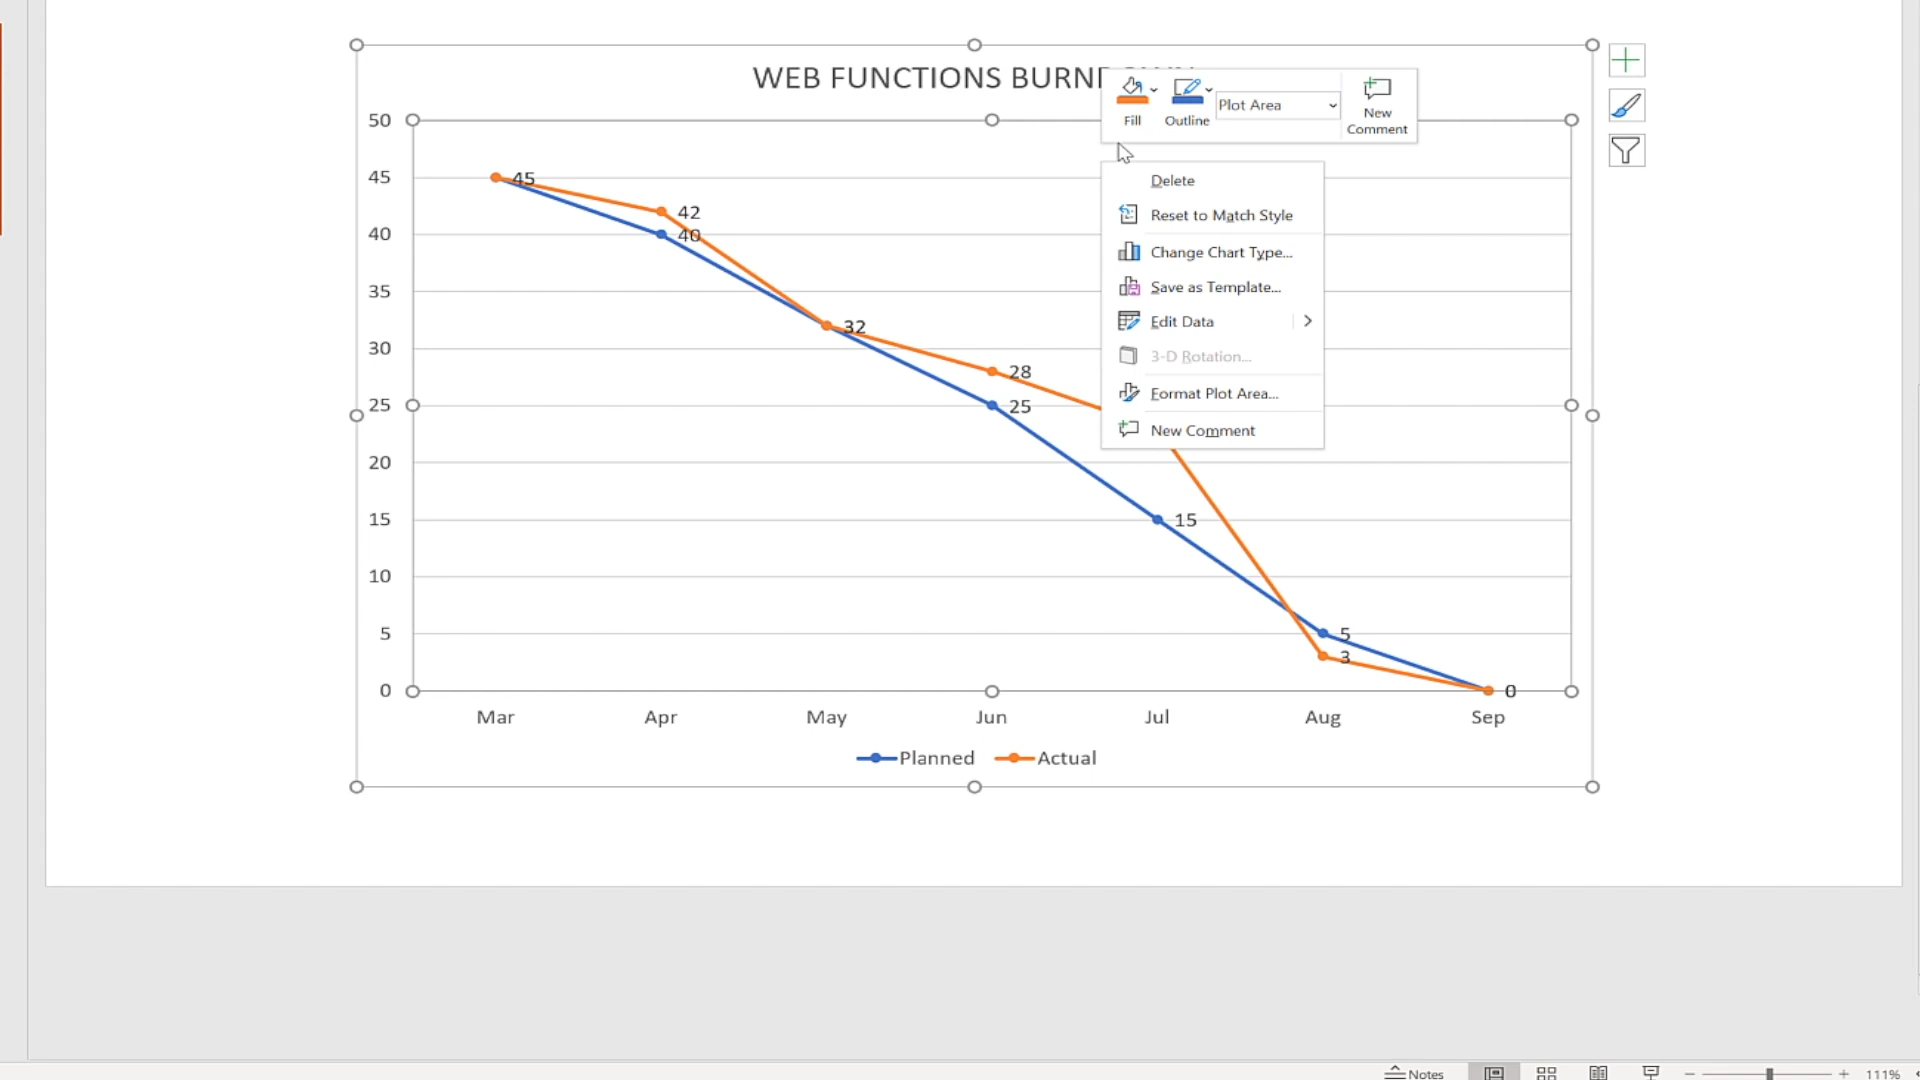 WEB FUNCTIONS BURN
Fill
Outline
Plot Area
New
Comment
50
45
40
35
30
25
20
15
10
5
0
45
42
40
32
28
25
15
5
3
0
Delete
Reset to Match Style
Change Chart Type...
Save as Template...
Edit Data
3-D Rotation...
Format Plot Area...
New Comment
Mar Apr May Jun Jul Aug Sep
Planned Actual
Notes
111%